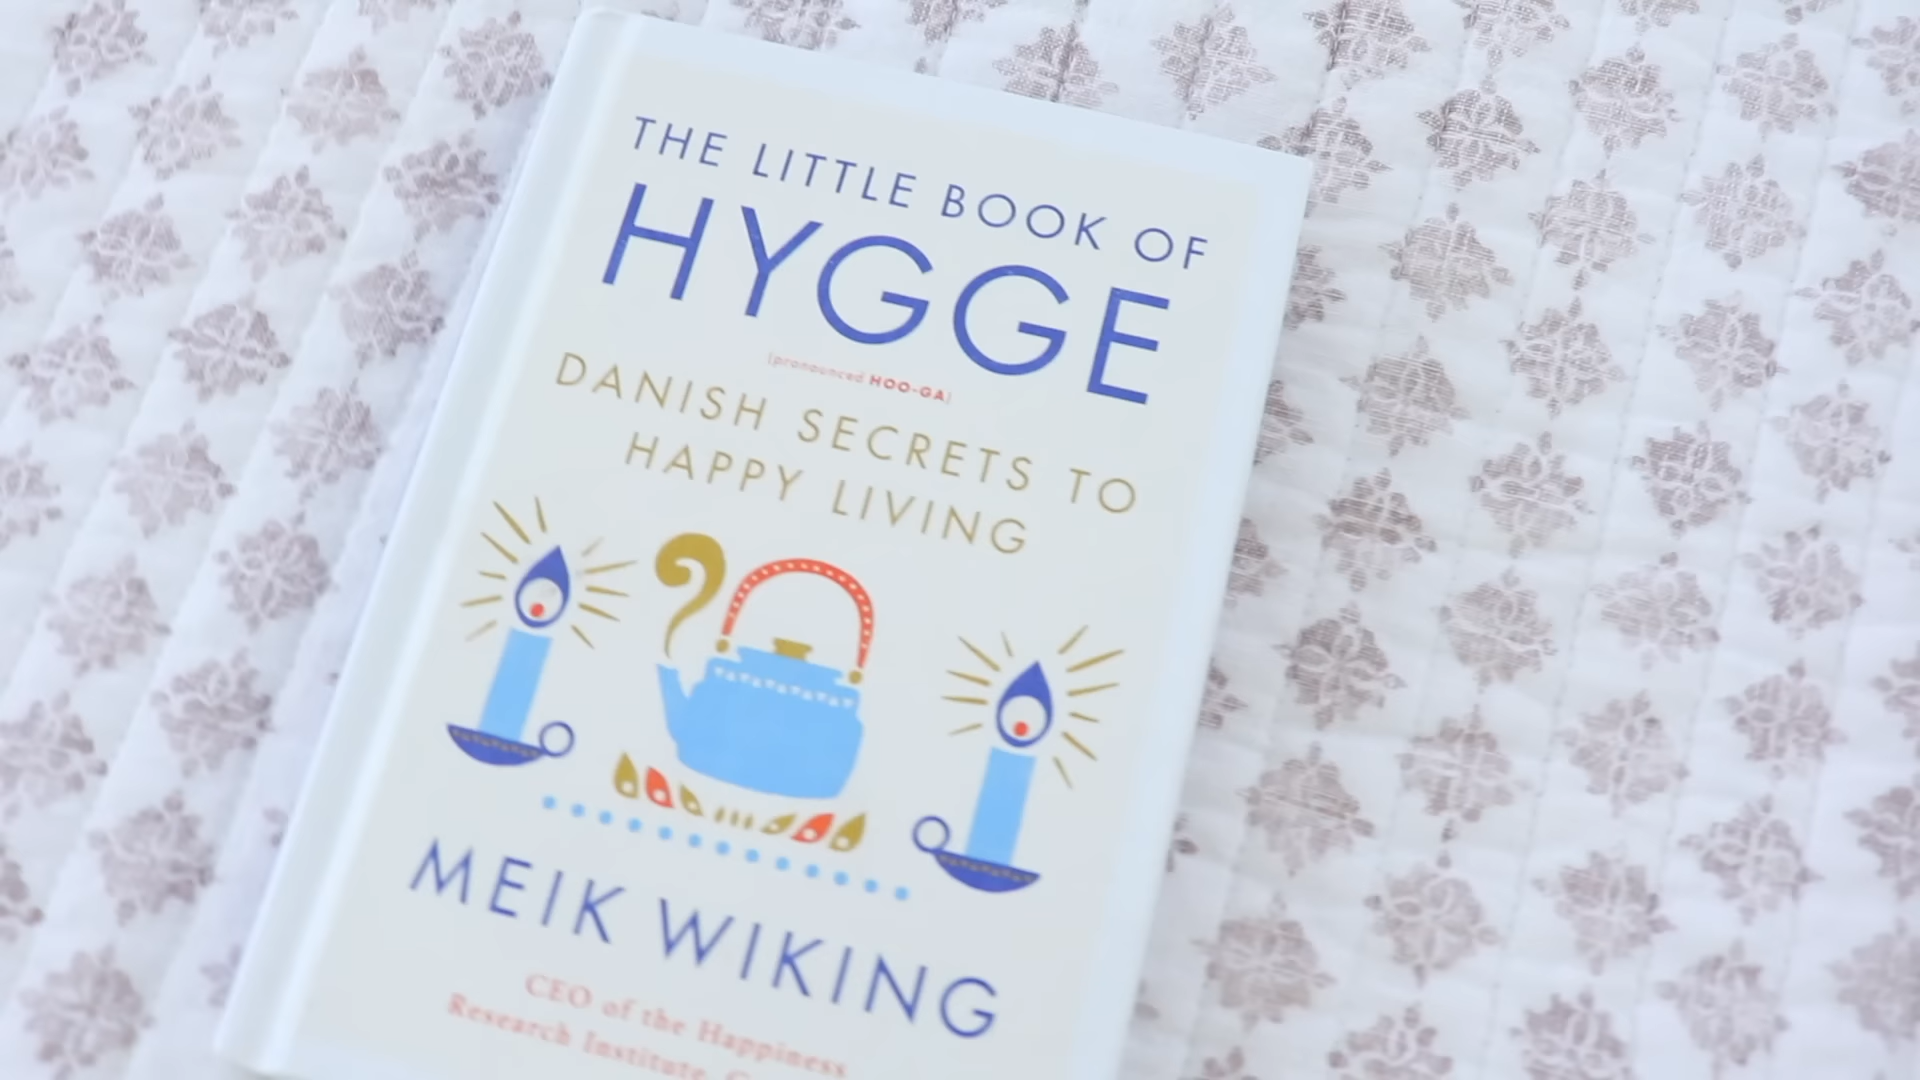 THE LITTLE BOOK OF
HYGGE
(pronounced HOO-GA)
DANISH SECRETS TO
HAPPY LIVING
MEIK WIKING
CEO of the Happiness
Research Institute,